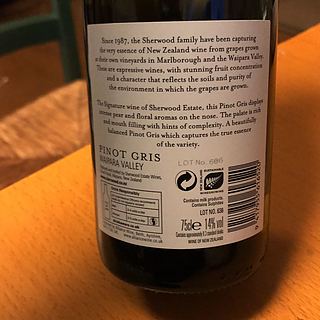 Since 1987, the Sherwood family have been capturing
the very essence of New Zealand wine from grapes grown
at their own vineyards in Marlborough and the Waipara Valley.
These are expressive wines, with stunning fruit concentration
and a character that reflects the soils and purity of
the environment in which the grapes are grown.
The Signature wine of Sherwood Estate, this Pinot Gris displays
intense pear and floral aromas on the nose. The palate is rich
and mouth filling with hints of complexity. A beautifully
balanced Pinot Gris which captures the true essence
of the variety.
PINOT GRIS
WAIPARA VALLEY
LOT No. 686
Contains milk products
Contains Sulphites
LOT NO. 636
75cl e 14% vol
WINE OF NEW ZEALAND